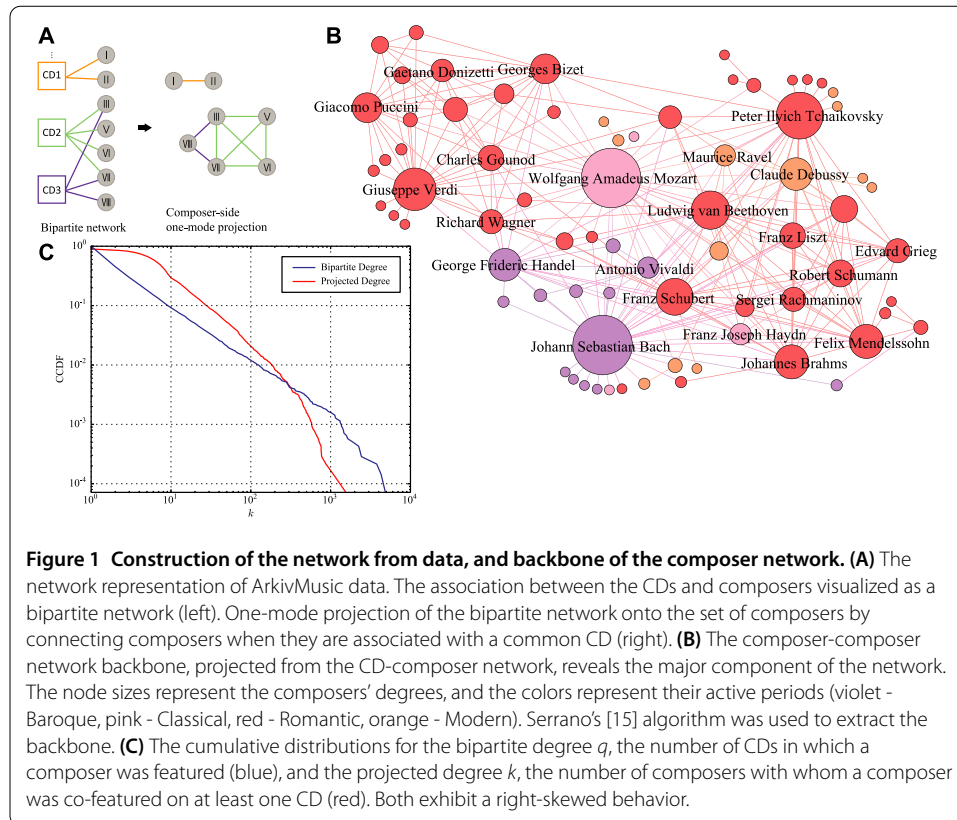 A
⋮
CD1
CD2
CD3
I
II
III
V
VI
VII
VIII
Bipartite network
I
II
III
V
VIII
VII
VI
Composer-side
one-mode projection
B
Gaetano Donizetti
Georges Bizet
Giacomo Puccini
Peter Ilyich Tchaikovsky
Charles Gounod
Maurice Ravel
Wolfgang Amadeus Mozart
Claude Debussy
Giuseppe Verdi
Ludwig van Beethoven
Richard Wagner
Franz Liszt
Edvard Grieg
George Frideric Handel
Antonio Vivaldi
Robert Schumann
Franz Schubert
Sergei Rachmaninov
Franz Joseph Haydn
Felix Mendelssohn
Johann Sebastian Bach
Johannes Brahms
C
Bipartite Degree
Projected Degree
CCDF
10⁰
10⁻¹
10⁻²
10⁻³
10⁻⁴
10⁰ 10¹ 10² 10³ 10⁴
k
Figure 1 Construction of the network from data, and backbone of the composer network. (A) The
network representation of ArkivMusic data. The association between the CDs and composers visualized as a
bipartite network (left). One-mode projection of the bipartite network onto the set of composers by
connecting composers when they are associated with a common CD (right). (B) The composer-composer
network backbone, projected from the CD-composer network, reveals the major component of the network.
The node sizes represent the composers' degrees, and the colors represent their active periods (violet -
Baroque, pink - Classical, red - Romantic, orange - Modern). Serrano's [15] algorithm was used to extract the
backbone. (C) The cumulative distributions for the bipartite degree q, the number of CDs in which a
composer was featured (blue), and the projected degree k, the number of composers with whom a composer
was co-featured on at least one CD (red). Both exhibit a right-skewed behavior.